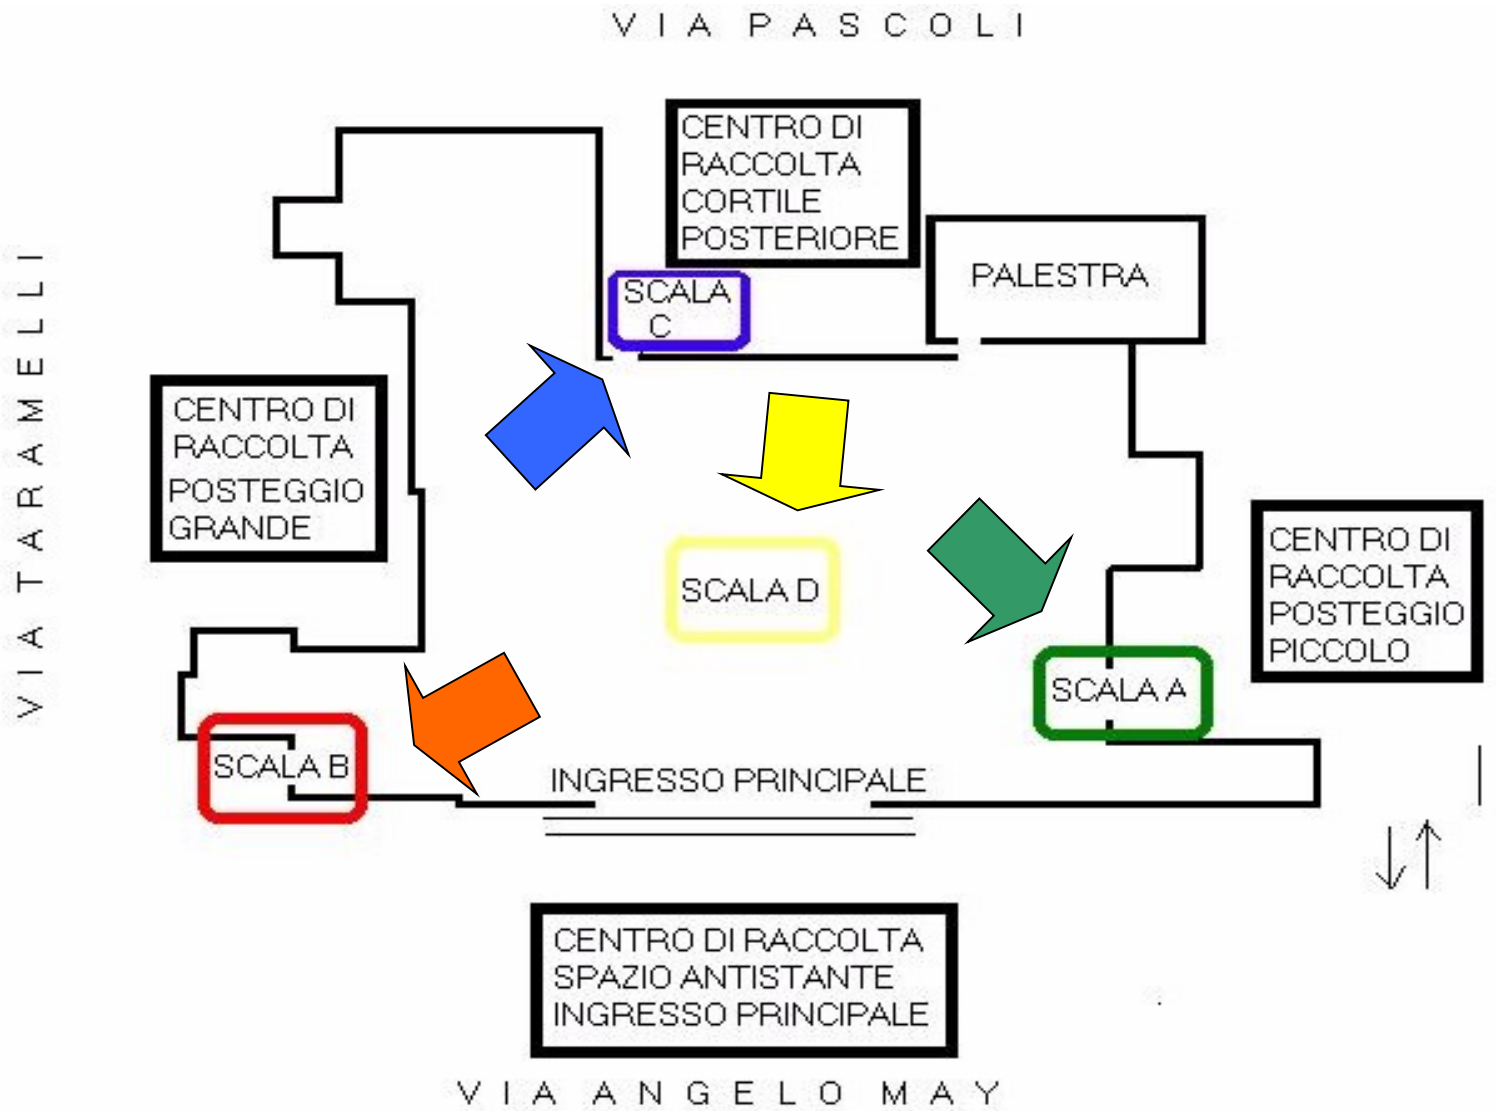 VIA PASCOLI
CENTRO DI
RACCOLTA
CORTILE
POSTERIORE
PALESTRA
SCALA
C
VIA TARAMELLI
CENTRO DI
RACCOLTA
POSTEGGIO
GRANDE
SCALA D
CENTRO DI
RACCOLTA
POSTEGGIO
PICCOLO
SCALA A
SCALA B
INGRESSO PRINCIPALE
CENTRO DI RACCOLTA
SPAZIO ANTISTANTE
INGRESSO PRINCIPALE
VIA ANGELO MAY